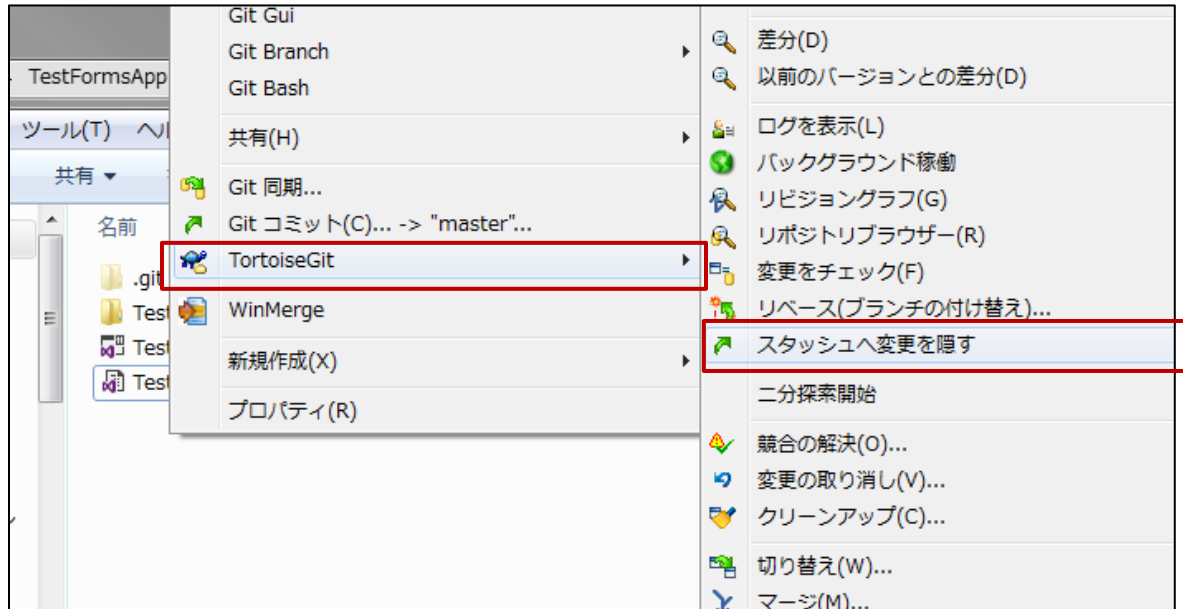 TestFormsApp
ツール(T)
共有
名前
.git
Test
Test
Test
Git Gui
Git Branch
Git Bash
共有(H)
Git 同期...
Git コミット(C)... -> "master"...
TortoiseGit
WinMerge
新規作成(X)
プロパティ(R)
差分(D)
以前のバージョンとの差分(D)
ログを表示(L)
バックグラウンド稼働
リビジョングラフ(G)
リポジトリブラウザー(R)
変更をチェック(F)
リベース(ブランチの付け替え)...
スタッシュへ変更を隠す
二分探索開始
競合の解決(O)...
変更の取り消し(V)...
クリーンアップ(C)...
切り替え(W)...
マージ(M)...